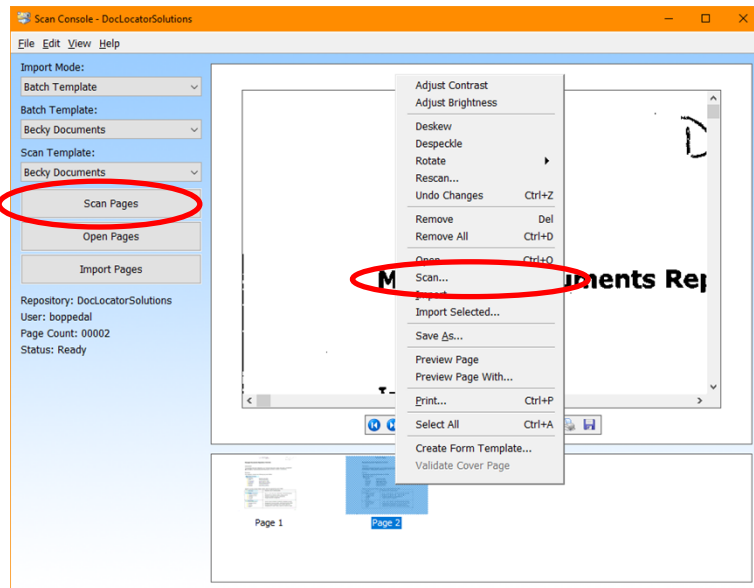 Scan Console - DocLocatorSolutions
File Edit View Help
Import Mode:
Batch Template
Batch Template:
Becky Documents
Scan Template:
Becky Documents
Scan Pages
Open Pages
Import Pages
Repository: DocLocatorSolutions
User: boppedal
Page Count: 00002
Status: Ready
D
M
uments Rep
Adjust Contrast
Adjust Brightness
Deskew
Despeckle
Rotate
Rescan...
Undo Changes Ctrl+Z
Remove Del
Remove All Ctrl+D
Open Ctrl+O
Scan...
Import
Import Selected...
Save As...
Preview Page
Preview Page With...
Print... Ctrl+P
Select All Ctrl+A
Create Form Template...
Validate Cover Page
Page 1
Page 2